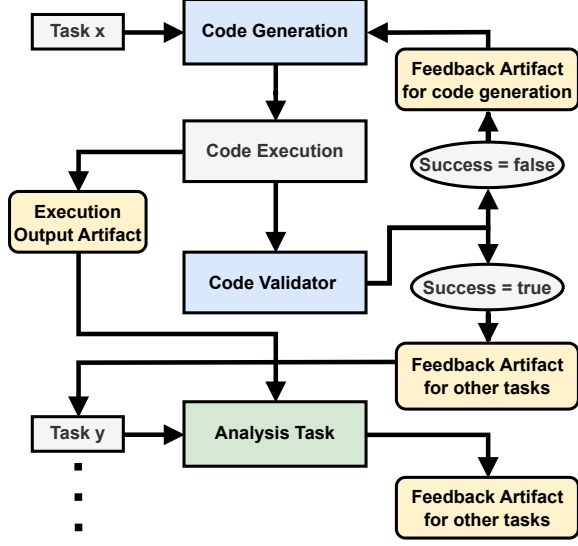 Task x
Code Generation
Feedback Artifact
for code generation
Code Execution
Success = false
Execution
Output Artifact
Code Validator
Success = true
Feedback Artifact
for other tasks
Task y
Analysis Task
Feedback Artifact
for other tasks